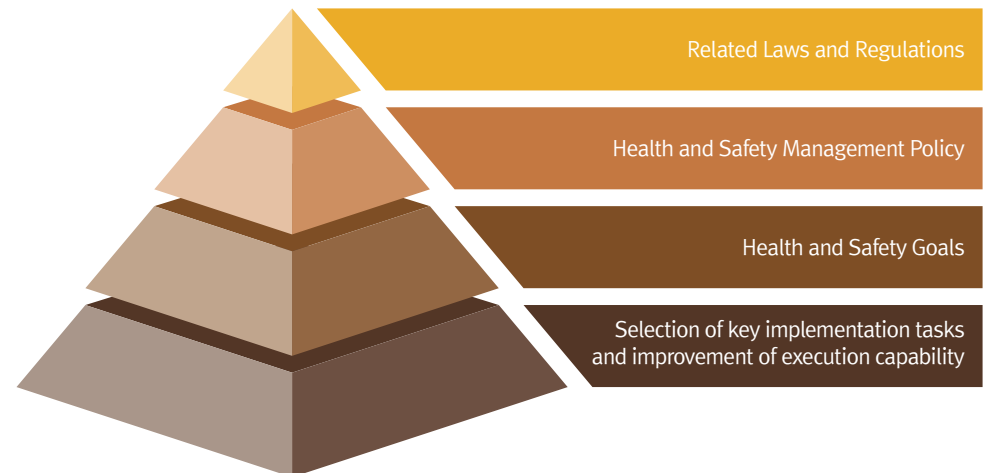 Related Laws and Regulations
Health and Safety Management Policy
Health and Safety Goals
Selection of key implementation tasks
and improvement of execution capability